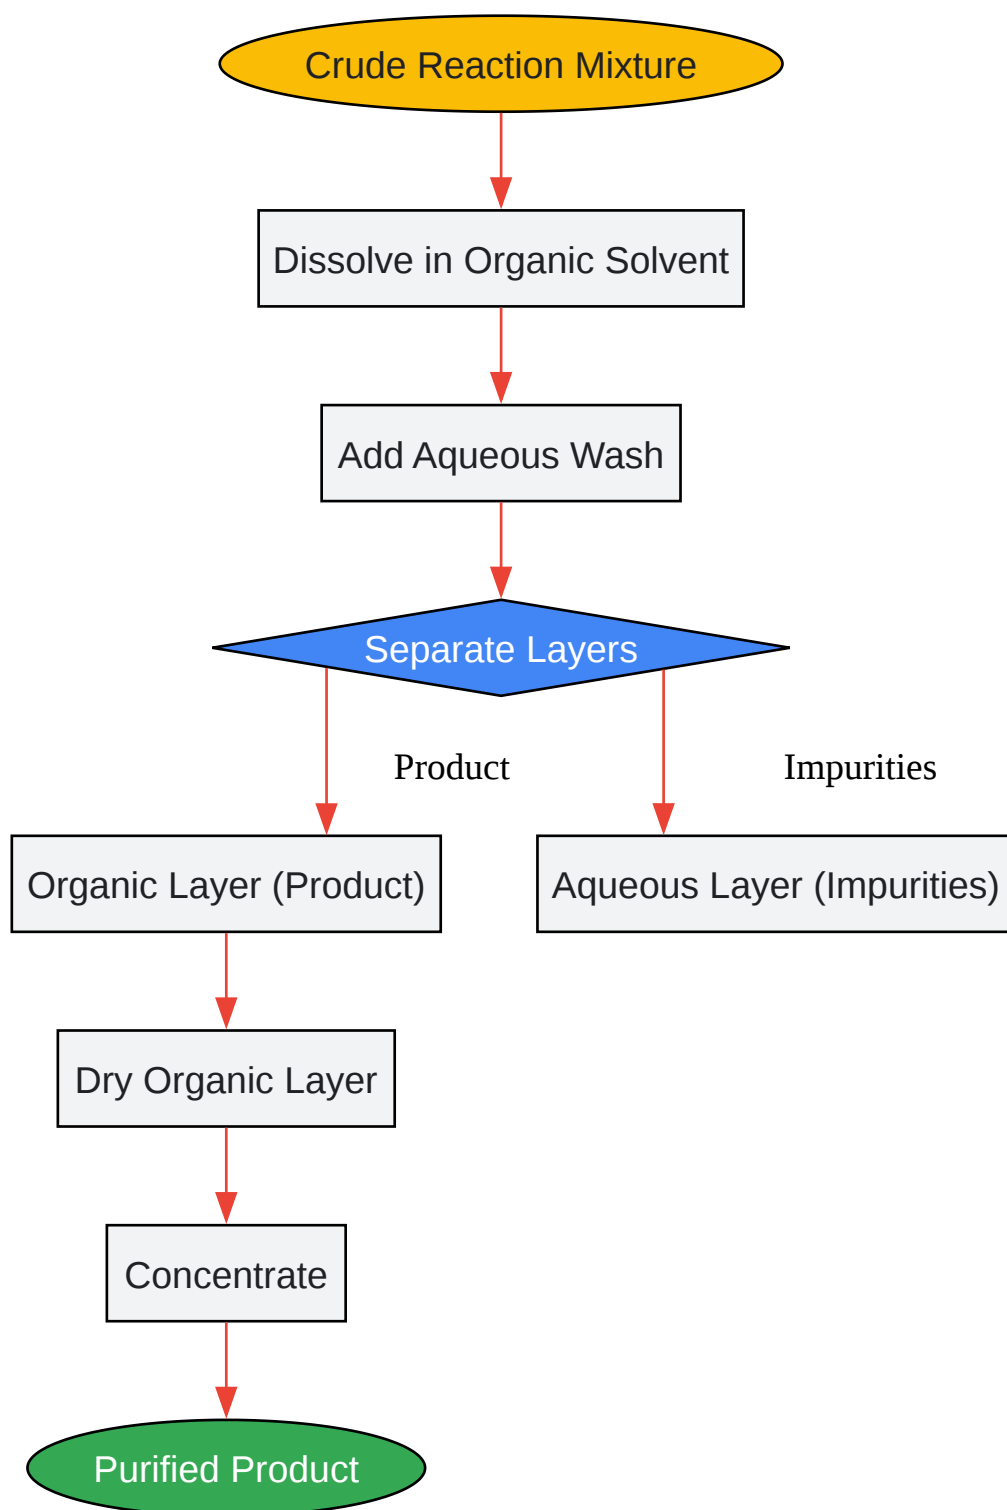 Crude Reaction Mixture
Dissolve in Organic Solvent
Add Aqueous Wash
Separate Layers
Product
Impurities
Organic Layer (Product)
Aqueous Layer (Impurities)
Dry Organic Layer
Concentrate
Purified Product